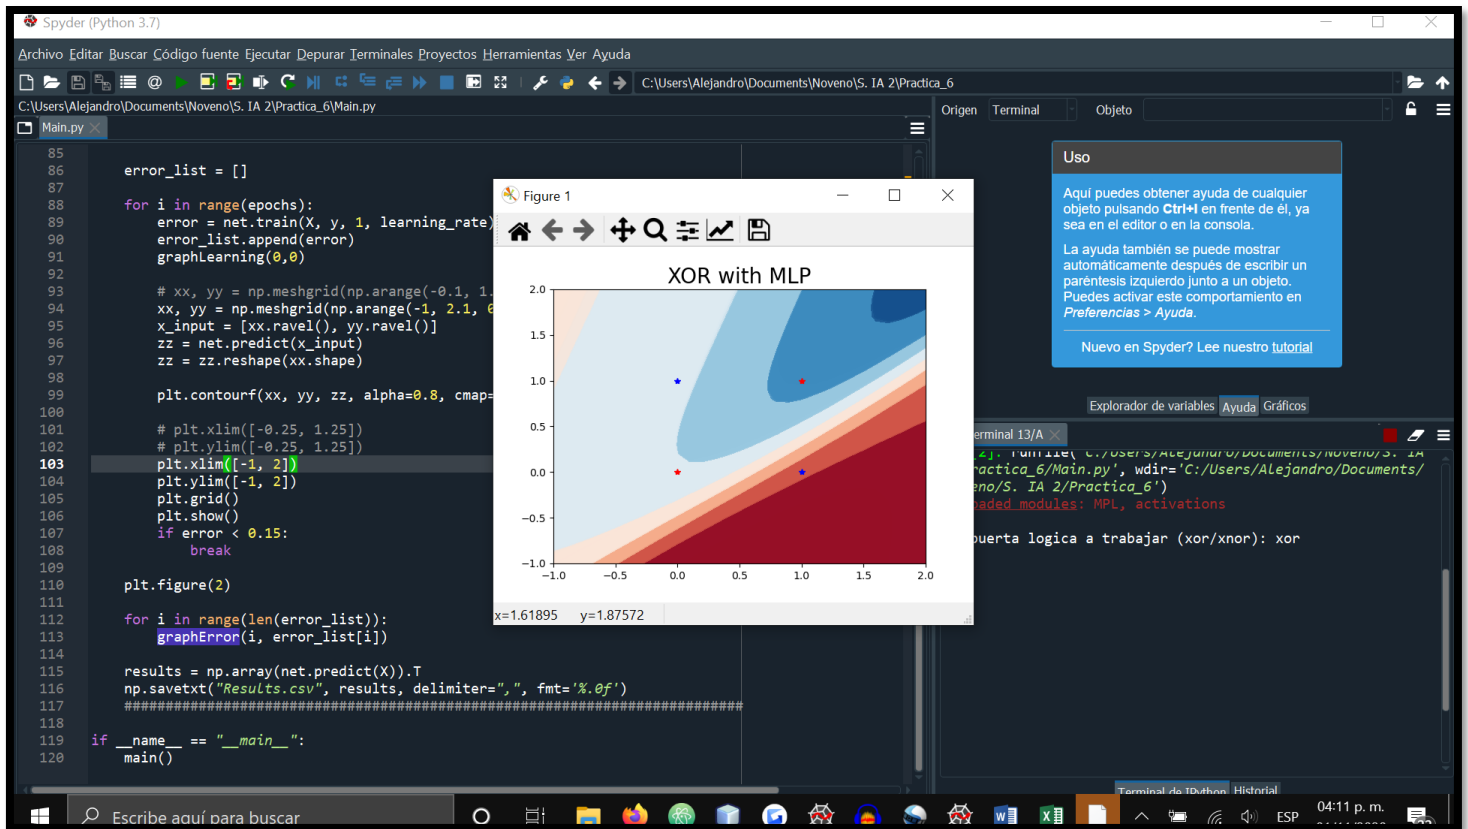 Spyder (Python 3.7)
Archivo Editar Buscar Código fuente Ejecutar Depurar Terminales Proyectos Herramientas Ver Ayuda
C:\Users\Alejandro\Documents\Noveno\S. IA 2\Practica_6
C:\Users\Alejandro\Documents\Noveno\S. IA 2\Practica_6\Main.py
Main.py
85
86 error_list = []
87
88 for i in range(epochs):
89 error = net.train(X, y, 1, learning_rate)
90 error_list.append(error)
91 graphLearning(0,0)
92
93 # xx, yy = np.meshgrid(np.arange(-0.1, 1.
94 xx, yy = np.meshgrid(np.arange(-1, 2.1,
95 x_input = [xx.ravel(), yy.ravel()]
96 zz = net.predict(x_input)
97 zz = zz.reshape(xx.shape)
98
99 plt.contourf(xx, yy, zz, alpha=0.8, cmap=
100
101 # plt.xlim([-0.25, 1.25])
102 # plt.ylim([-0.25, 1.25])
103 plt.xlim([-1, 2])
104 plt.ylim([-1, 2])
105 plt.grid()
106 plt.show()
107 if error < 0.15:
108 break
109
110 plt.figure(2)
111
112 for i in range(len(error_list)):
113 graphError(i, error_list[i])
114
115 results = np.array(net.predict(X)).T
116 np.savetxt("Results.csv", results, delimiter=",", fmt='%.0f')
117 ###########################################################################
118
119 if __name__ == "__main__":
120 main()
Figure 1
XOR with MLP
2.0
1.5
1.0
0.5
0.0
−0.5
−1.0
−1.0 −0.5 0.0 0.5 1.0 1.5 2.0
x=1.61895 y=1.87572
Origen Terminal Objeto
Uso
Aquí puedes obtener ayuda de cualquier
objeto pulsando Ctrl+I en frente de él, ya
sea en el editor o en la consola.
La ayuda también se puede mostrar
automáticamente después de escribir un
paréntesis izquierdo junto a un objeto.
Puedes activar este comportamiento en
Preferencias > Ayuda.
Nuevo en Spyder? Lee nuestro tutorial
Explorador de variables Ayuda Gráficos
erminal 13/A
2]: runfile('C:/Users/Alejandro/Documents/Noveno/S. IA
ractica_6/Main.py', wdir='C:/Users/Alejandro/Documents/
eno/S. IA 2/Practica_6')
oaded modules: MPL, activations
puerta logica a trabajar (xor/xnor): xor
Terminal de IPython Historial
Escribe aquí para buscar
ESP
04:11 p. m.